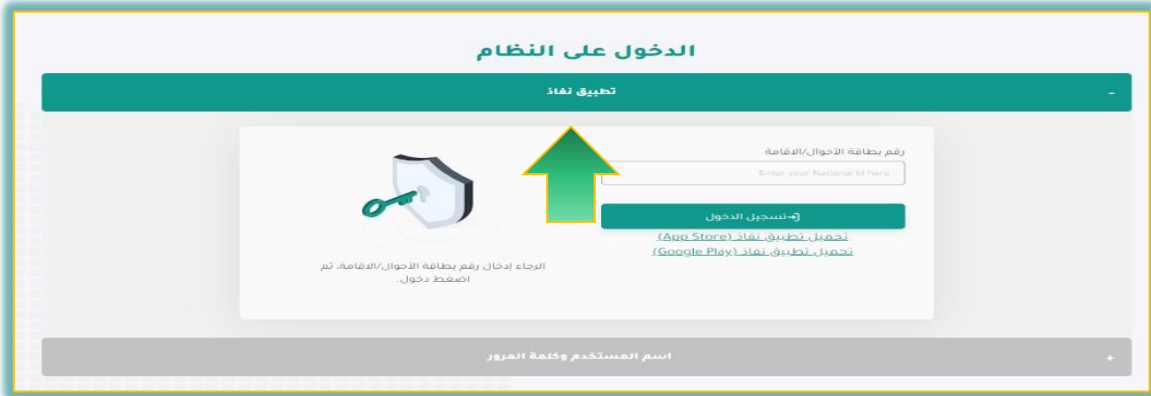 الدخول على النظام
تطبيق نفاذ
-
رقم بطاقة الأحوال/الاقامة
Enter your National Id here
تسجيل الدخول
تحميل تطبيق نفاذ (App Store)
تحميل تطبيق نفاذ (Google Play)
الرجاء إدخال رقم بطاقة الأحوال/الاقامة، ثم
اضغط دخول.
اسم المستخدم وكلمة المرور
+